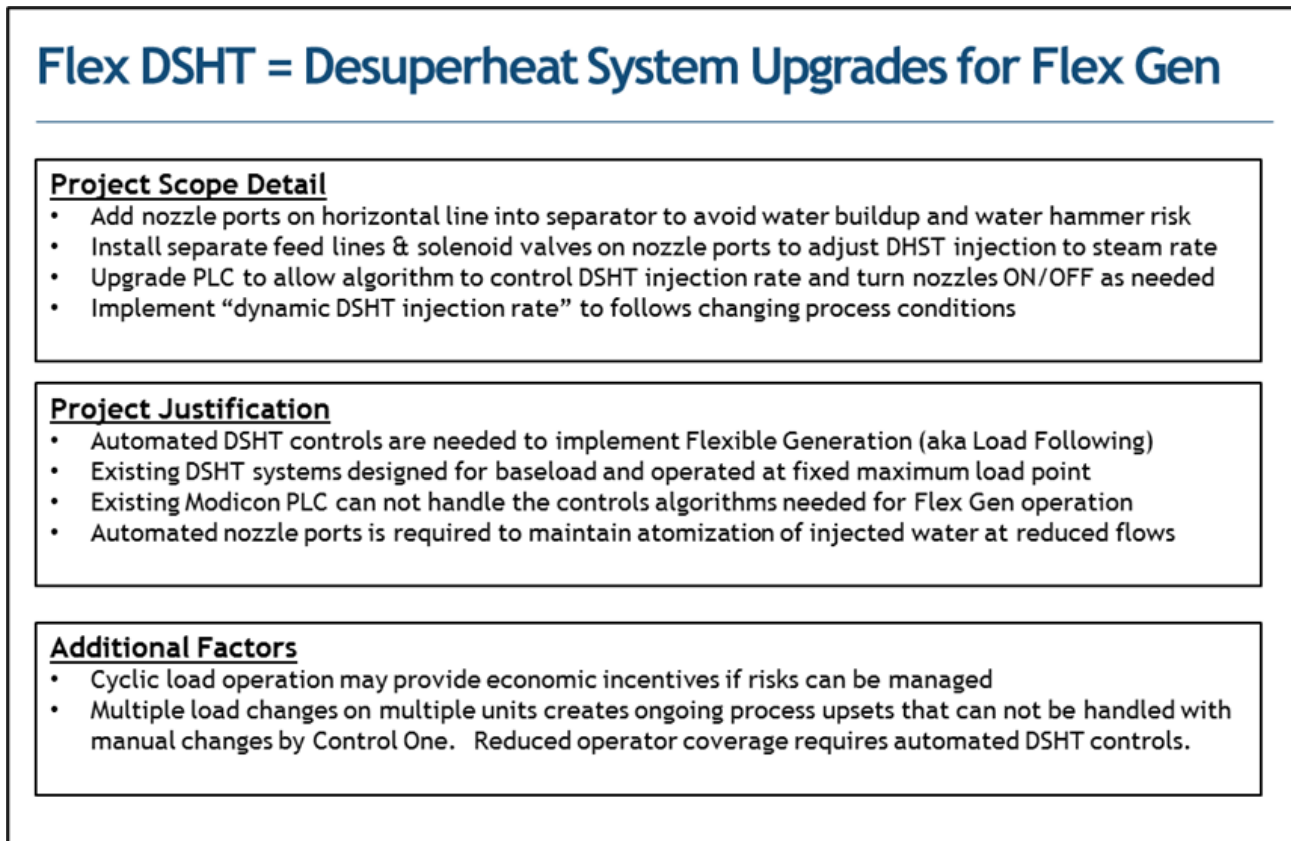 Flex DSHT = Desuperheat System Upgrades for Flex Gen
Project Scope Detail
• Add nozzle ports on horizontal line into separator to avoid water buildup and water hammer risk
• Install separate feed lines & solenoid valves on nozzle ports to adjust DHST injection to steam rate
• Upgrade PLC to allow algorithm to control DSHT injection rate and turn nozzles ON/OFF as needed
• Implement “dynamic DSHT injection rate” to follows changing process conditions
Project Justification
• Automated DSHT controls are needed to implement Flexible Generation (aka Load Following)
• Existing DSHT systems designed for baseload and operated at fixed maximum load point
• Existing Modicon PLC can not handle the controls algorithms needed for Flex Gen operation
• Automated nozzle ports is required to maintain atomization of injected water at reduced flows
Additional Factors
• Cyclic load operation may provide economic incentives if risks can be managed
• Multiple load changes on multiple units creates ongoing process upsets that can not be handled with
manual changes by Control One. Reduced operator coverage requires automated DSHT controls.